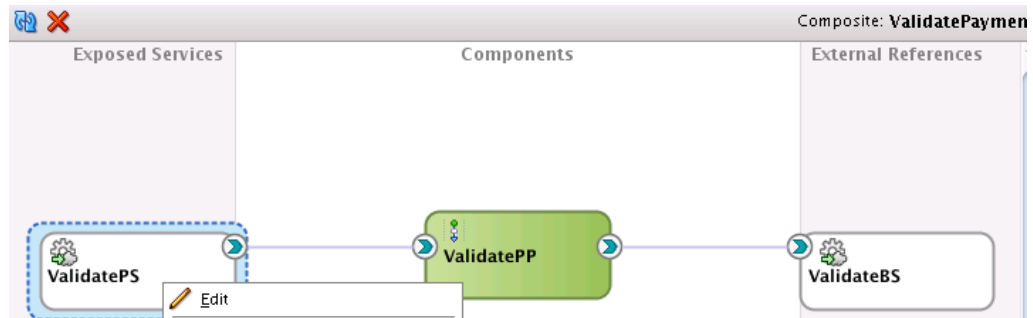 Composite: ValidatePaymen
Exposed Services
Components
External References
ValidatePS
ValidatePP
ValidateBS
Edit